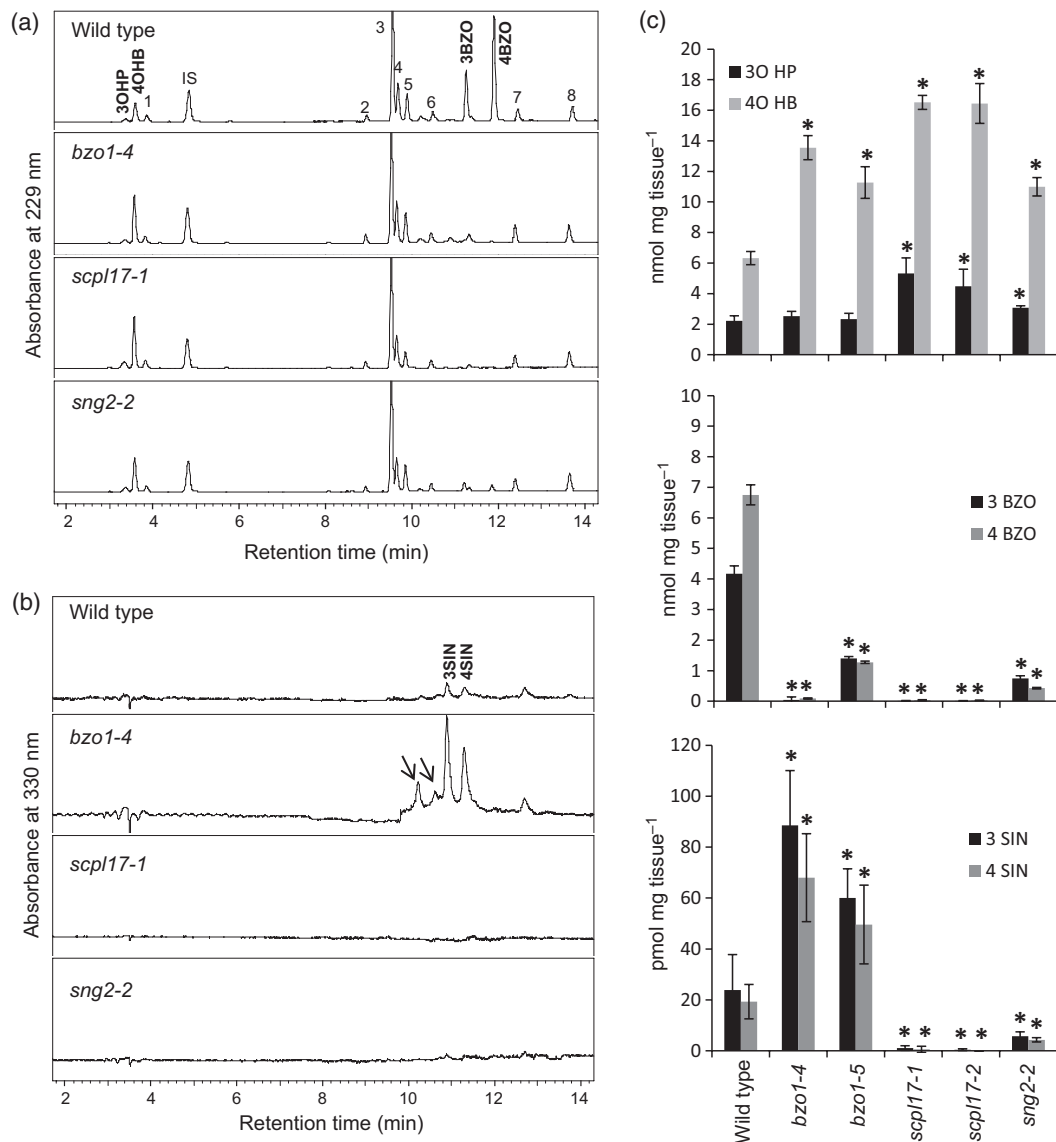 (a)
Wild type
3OHP
4OHB
1
IS
2
3
4
5
6
3BZO
4BZO
7
8
bzo1-4
scpl17-1
sng2-2
Absorbance at 229 nm
2 4 6 8 10 12 14
Retention time (min)
(b)
Wild type
3SIN
4SIN
bzo1-4
scpl17-1
sng2-2
Absorbance at 330 nm
2 4 6 8 10 12 14
Retention time (min)
(c)
20
18
16
14
12
10
8
6
4
2
0
nmol mg tissue⁻¹
3O HP
4O HB
* * * * * * * *
10
9
8
7
6
5
4
3
2
1
0
nmol mg tissue⁻¹
3 BZO
4 BZO
** * * ** ** * *
120
100
80
60
40
20
0
pmol mg tissue⁻¹
3 SIN
4 SIN
* * * * * * * * * *
Wild type
bzo1-4
bzo1-5
scpl17-1
scpl17-2
sng2-2